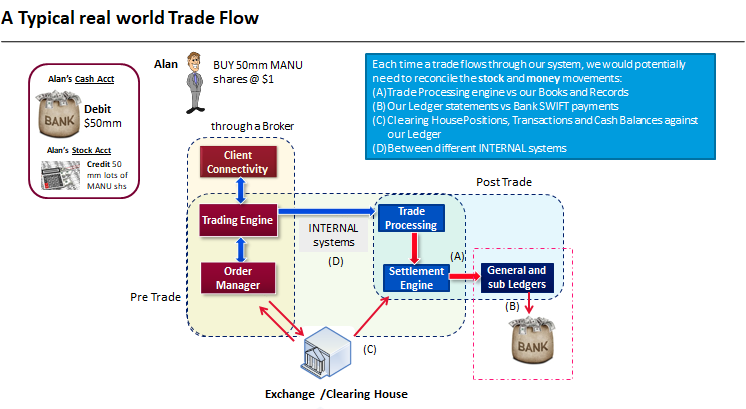 A Typical real world Trade Flow
Alan's Cash Acct
BANK
Debit
$50mm
Alan's Stock Acct
Credit 50
mm lots of
MANU shs
Alan
BUY 50mm MANU
shares @ $1
Each time a trade flows through our system, we would potentially
need to reconcile the stock and money movements:
(A)Trade Processing engine vs our Books and Records
(B) Our Ledger statements vs Bank SWIFT payments
(C) Clearing House Positions, Transactions and Cash Balances against
our Ledger
(D)Between different INTERNAL systems
through a Broker
Client
Connectivity
Post Trade
Trading Engine
Trade
Processing
INTERNAL
systems
(D)
(A)
Order
Manager
Settlement
Engine
General and
sub Ledgers
Pre Trade
(B)
(C)
BANK
Exchange /Clearing House